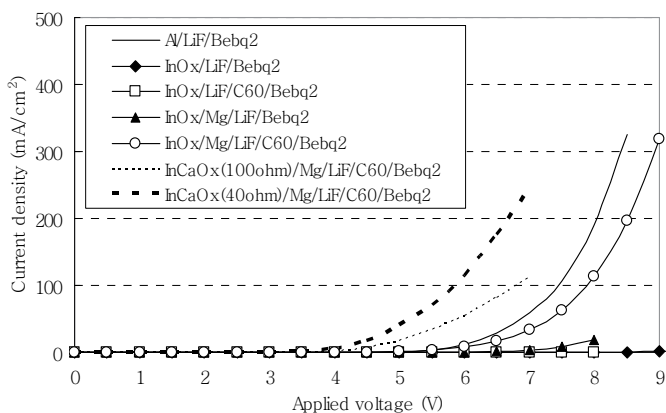 500
400
300
200
100
0
Current density (mA/cm²)
Al/LiF/Bebq2
InOx/LiF/Bebq2
InOx/LiF/C60/Bebq2
InOx/Mg/LiF/Bebq2
InOx/Mg/LiF/C60/Bebq2
InCaOx(100ohm)/Mg/LiF/C60/Bebq2
InCaOx(40ohm)/Mg/LiF/C60/Bebq2
0 1 2 3 4 5 6 7 8 9
Applied voltage (V)